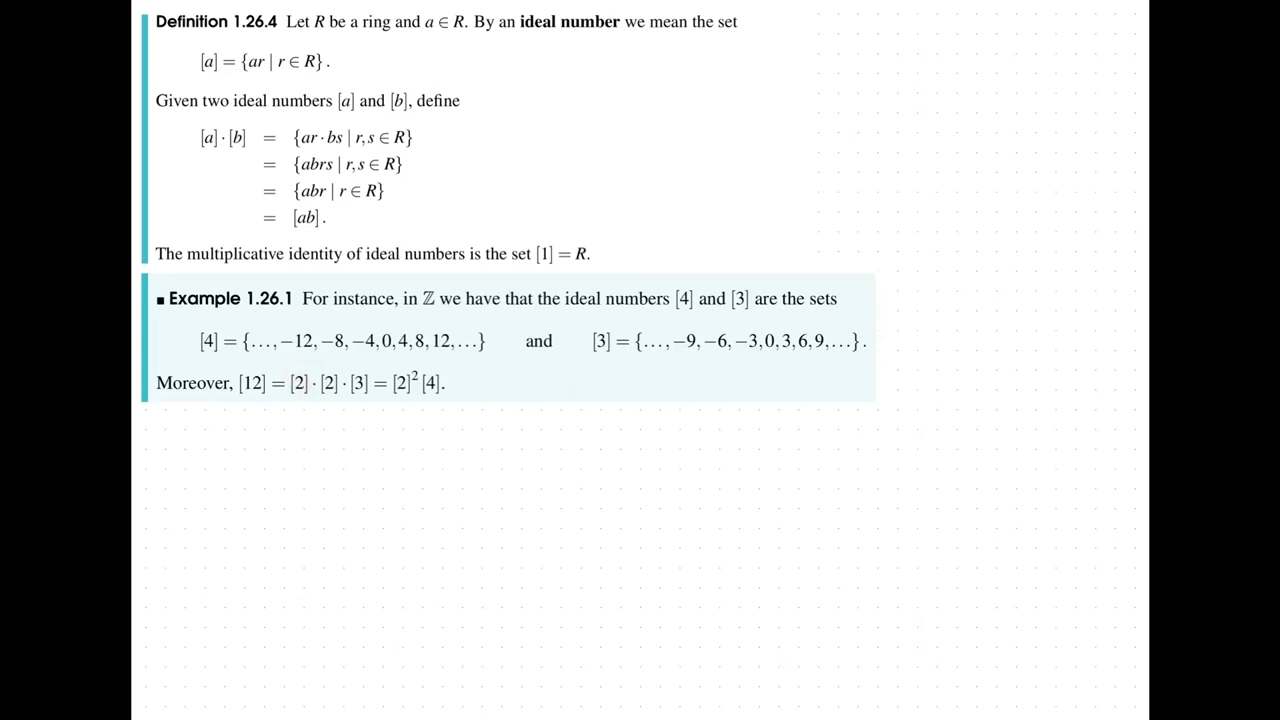 Definition 1.26.4 Let R be a ring and a ∈ R. By an ideal number we mean the set
[a] = {ar | r ∈ R}.
Given two ideal numbers [a] and [b], define
[a]·[b] = {ar·bs | r,s ∈ R}
= {abrs | r,s ∈ R}
= {abr | r ∈ R}
= [ab].
The multiplicative identity of ideal numbers is the set [1] = R.
▪ Example 1.26.1 For instance, in ℤ we have that the ideal numbers [4] and [3] are the sets
[4] = {…,−12,−8,−4,0,4,8,12,…} and [3] = {…,−9,−6,−3,0,3,6,9,…}.
Moreover, [12] = [2]·[2]·[3] = [2]² [4].